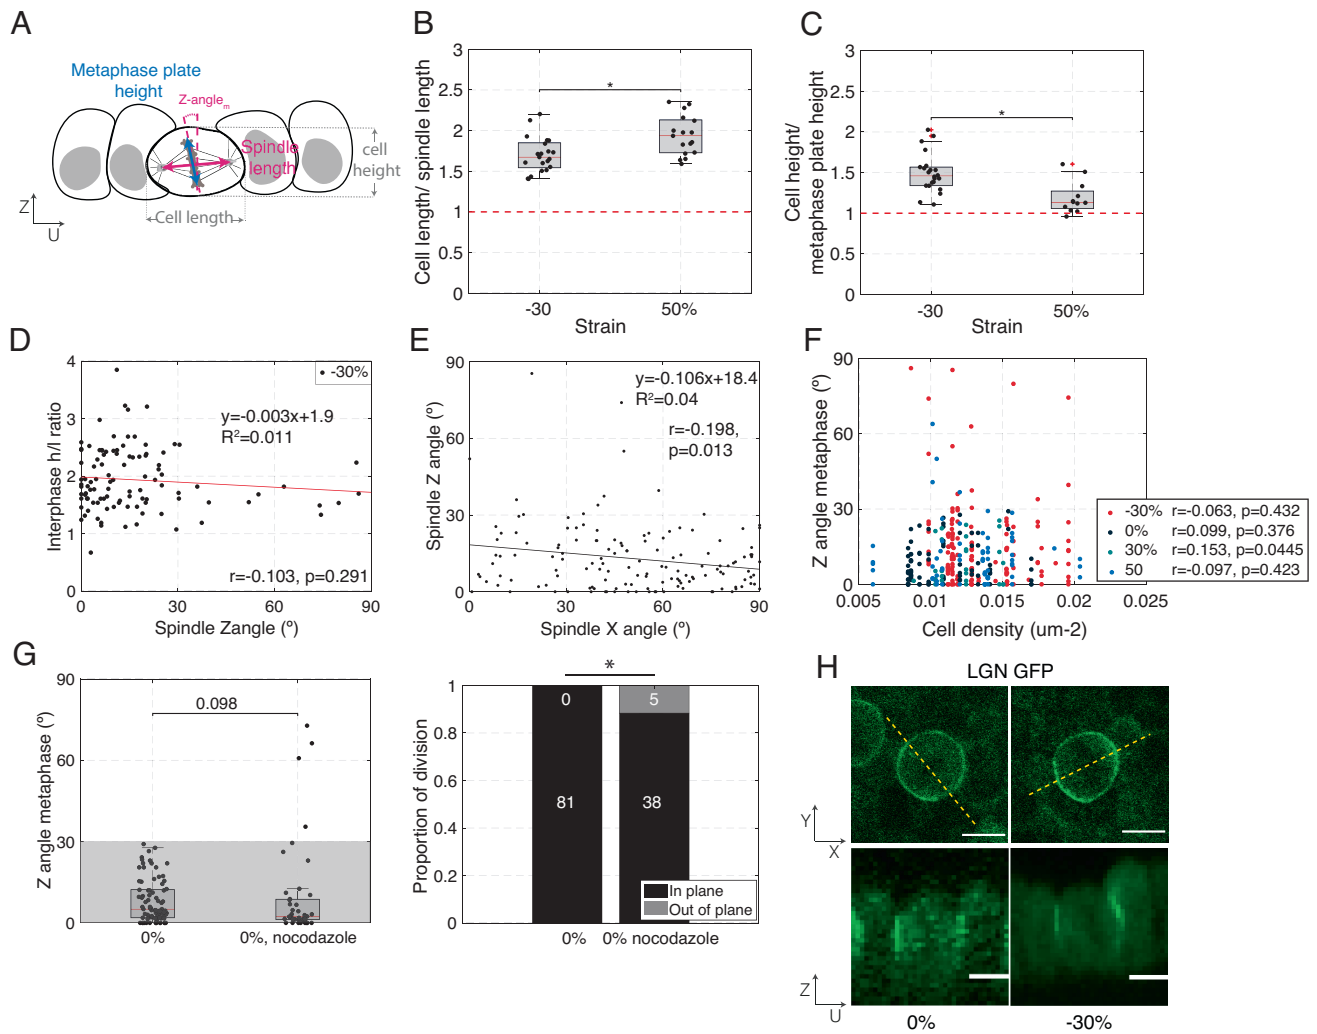 A
Metaphase plate
height
Z-anglem
Spindle
length
cell
height
Cell length
Z
U
B
Cell length/ spindle length
3
2.5
2
1.5
1
0.5
0
*
-30
50%
Strain
C
Cell height/
metaphase plate height
3
2.5
2
1.5
1
0.5
0
*
-30
50%
Strain
D
Interphase h/l ratio
4
3
2
1
0
-30%
y=-0.003x+1.9
R²=0.011
r=-0.103, p=0.291
0
30
60
90
Spindle Zangle (º)
E
Spindle Z angle (º)
90
60
30
0
y=-0.106x+18.4
R²=0.04
r=-0.198,
p=0.013
0
30
60
90
Spindle X angle (º)
F
Z angle metaphase (º)
90
60
30
0
-30% r=-0.063, p=0.432
0% r=0.099, p=0.376
30% r=0.153, p=0.0445
50 r=-0.097, p=0.423
0.005
0.01
0.015
0.02
0.025
Cell density (um-2)
G
Z angle metaphase (º)
90
60
30
0
0.098
0%
0%, nocodazole
Proportion of division
1
0.8
0.6
0.4
0.2
0
*
0
5
81
38
In plane
Out of plane
0%
0% nocodazole
H
LGN GFP
Y
X
Z
U
0%
-30%